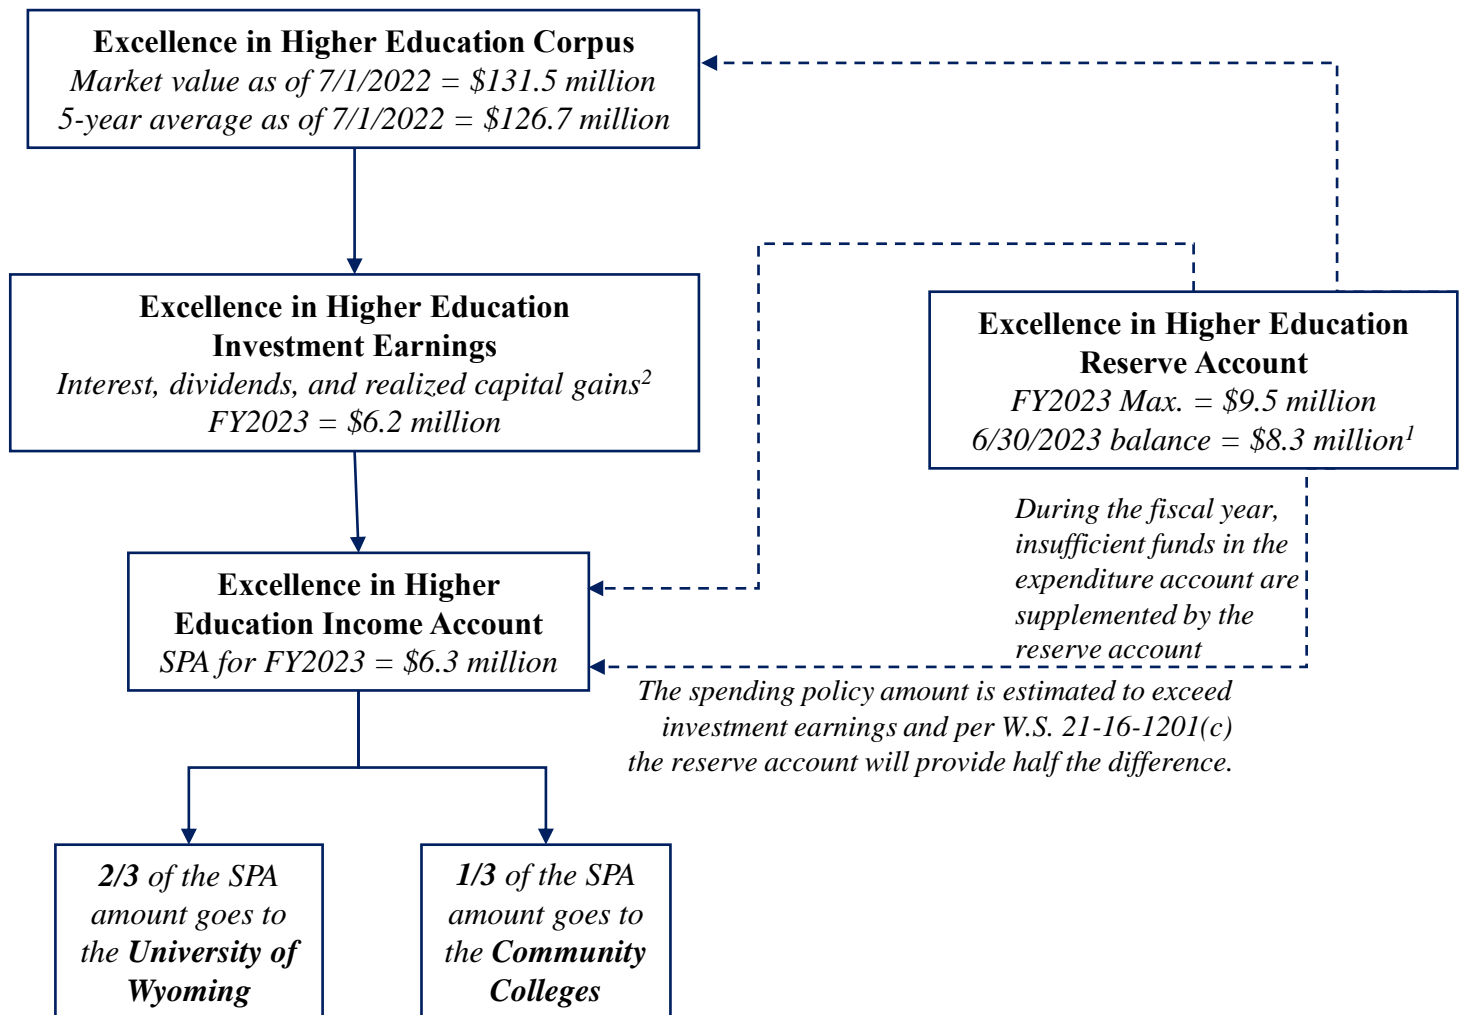 Excellence in Higher Education Corpus
Market value as of 7/1/2022 = $131.5 million
5-year average as of 7/1/2022 = $126.7 million
Excellence in Higher Education
Investment Earnings
Interest, dividends, and realized capital gains²
FY2023 = $6.2 million
Excellence in Higher Education
Reserve Account
FY2023 Max. = $9.5 million
6/30/2023 balance = $8.3 million¹
During the fiscal year,
insufficient funds in the
expenditure account are
supplemented by the
reserve account
Excellence in Higher
Education Income Account
SPA for FY2023 = $6.3 million
The spending policy amount is estimated to exceed
investment earnings and per W.S. 21-16-1201(c)
the reserve account will provide half the difference.
2/3 of the SPA
amount goes to
the University of
Wyoming
1/3 of the SPA
amount goes to
the Community
Colleges